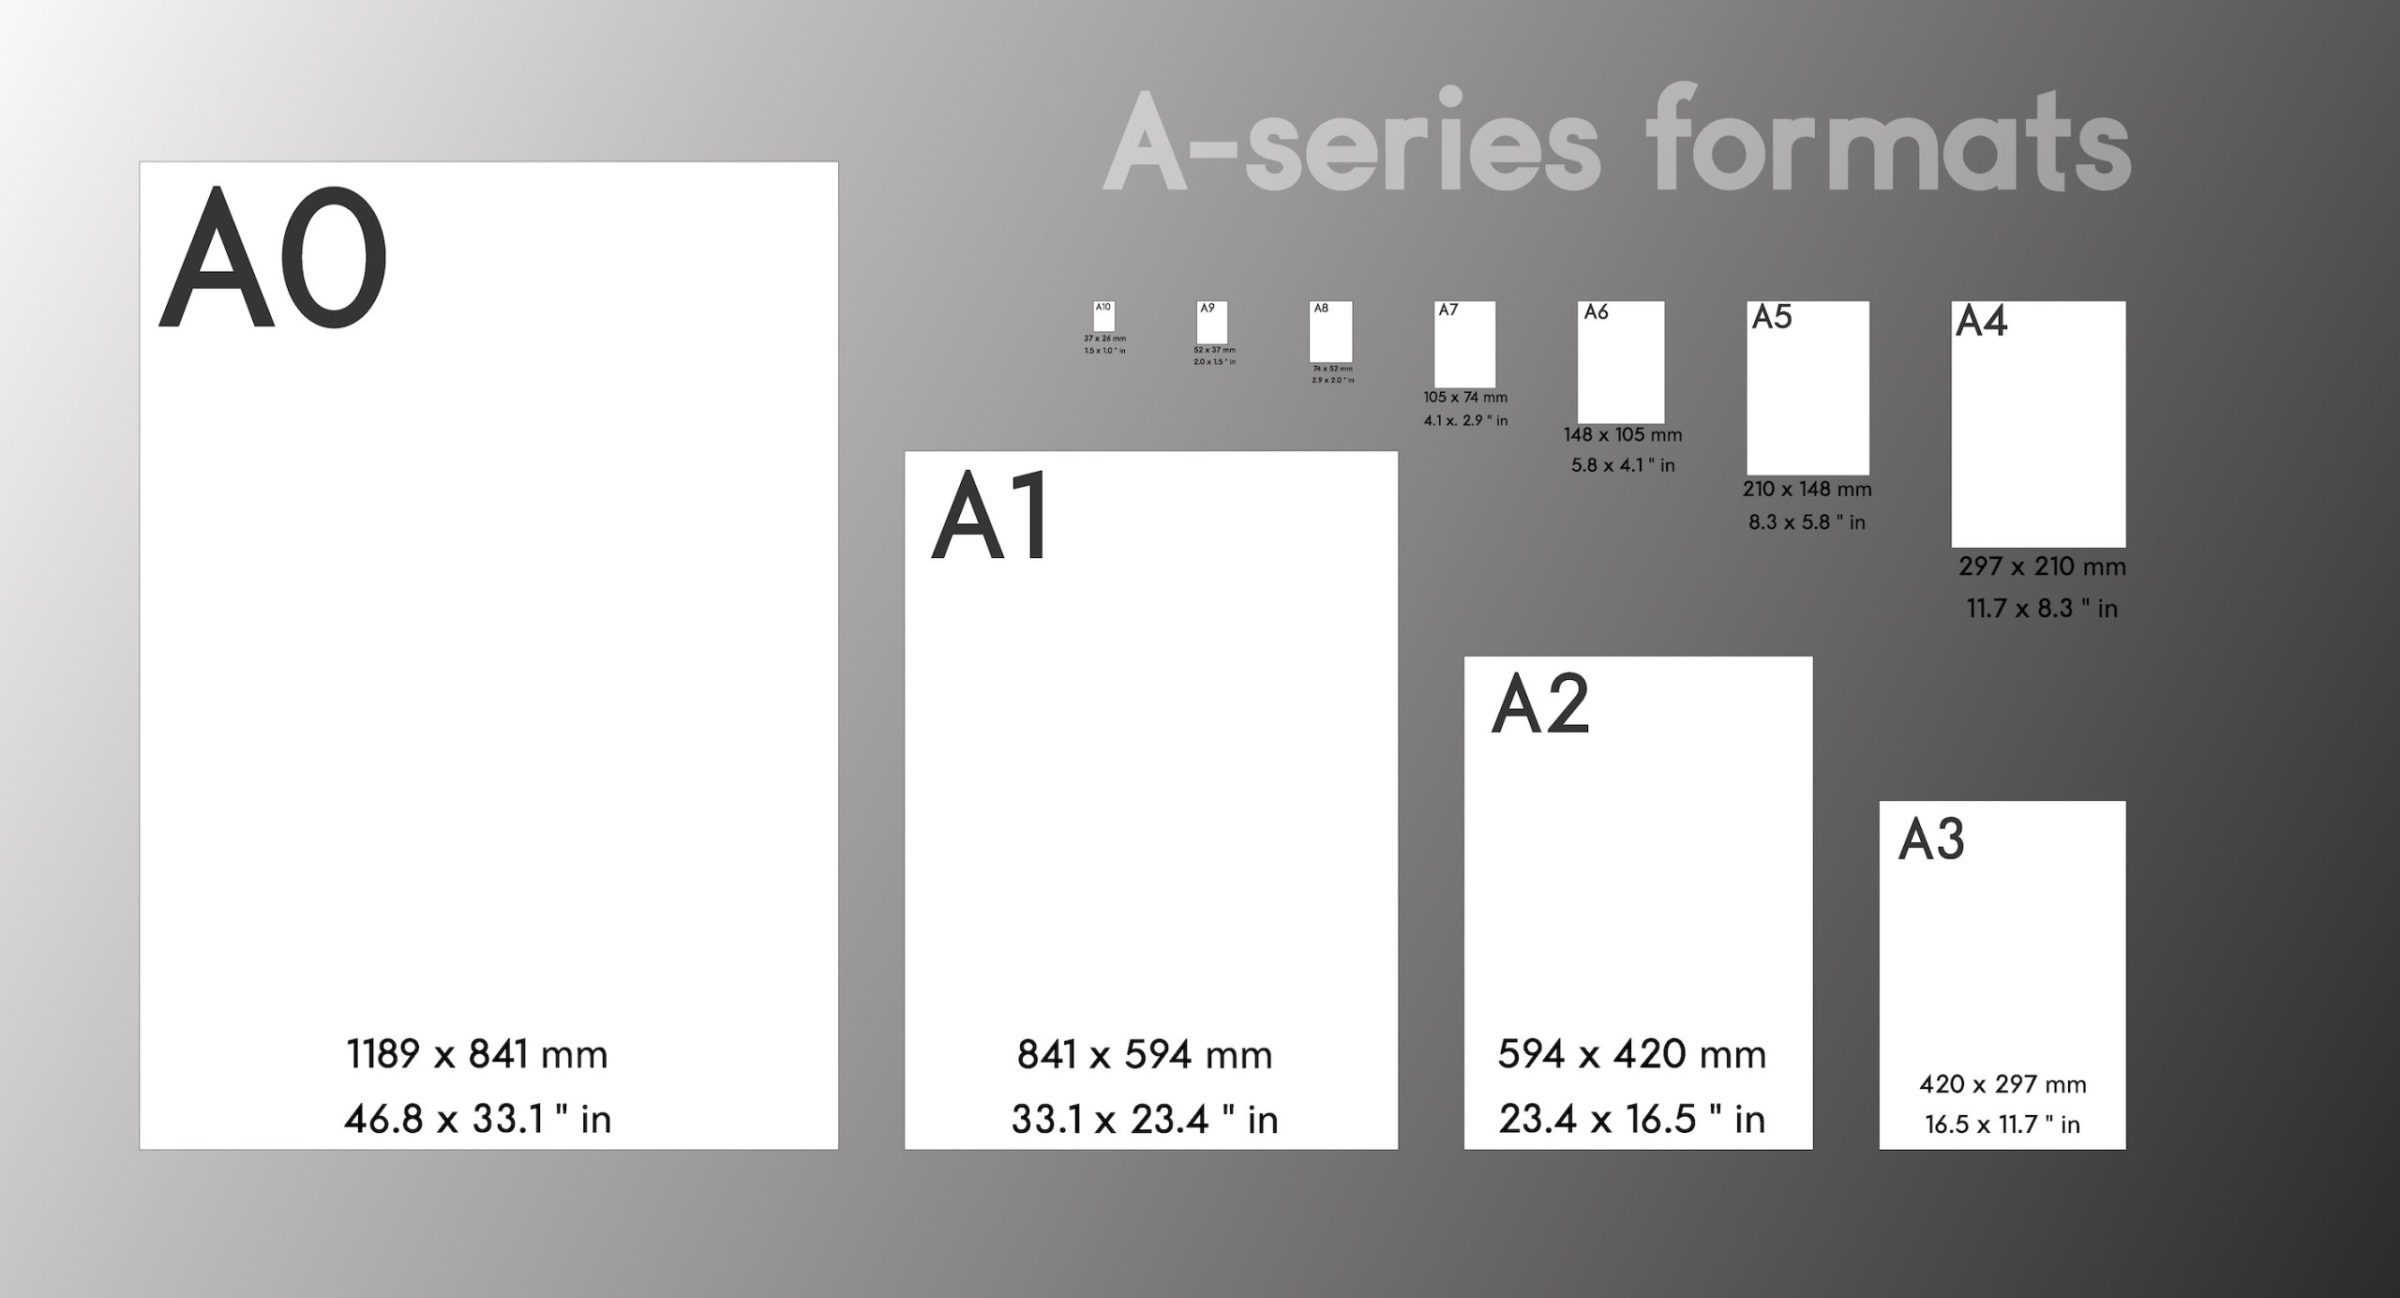 A-series formats
A0
1189 x 841 mm
46.8 x 33.1 " in
A1
841 x 594 mm
33.1 x 23.4 " in
A2
594 x 420 mm
23.4 x 16.5 " in
A3
420 x 297 mm
16.5 x 11.7 " in
A10
37 x 26 mm
1.5 x 1.0 " in
A9
52 x 37 mm
2.0 x 1.5 " in
A8
74 x 52 mm
2.9 x 2.0 " in
A7
105 x 74 mm
4.1 x. 2.9 " in
A6
148 x 105 mm
5.8 x 4.1 " in
A5
210 x 148 mm
8.3 x 5.8 " in
A4
297 x 210 mm
11.7 x 8.3 " in